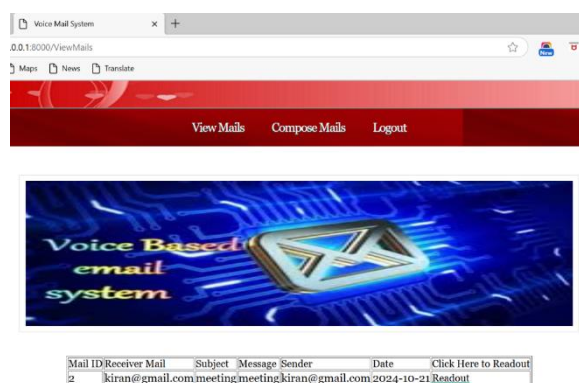 Voice Mail System
.0.0.1:8000/ViewMails
New
Maps News Translate
View Mails Compose Mails Logout
Voice Based
email
system
Mail ID Receiver Mail Subject Message Sender Date Click Here to Readout
2 kiran@gmail.com meeting meeting kiran@gmail.com 2024-10-21 Readout